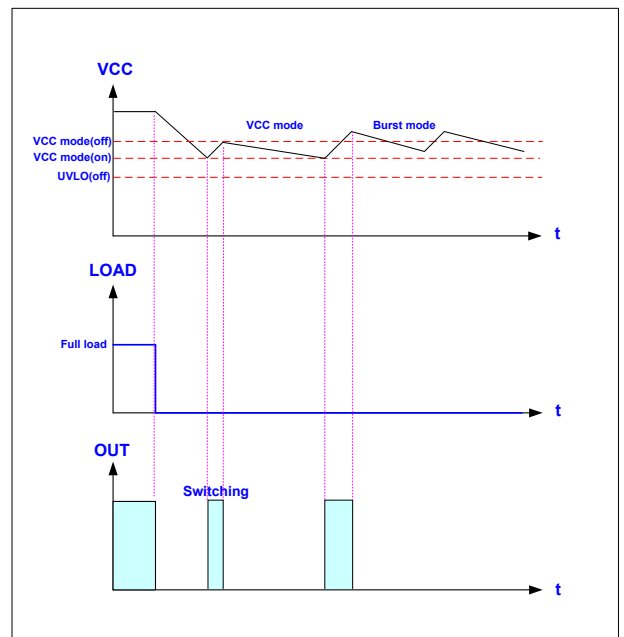 VCC
VCC mode
Burst mode
VCC mode(off)
VCC mode(on)
UVLO(off)
t
LOAD
Full load
t
OUT
Switching
t